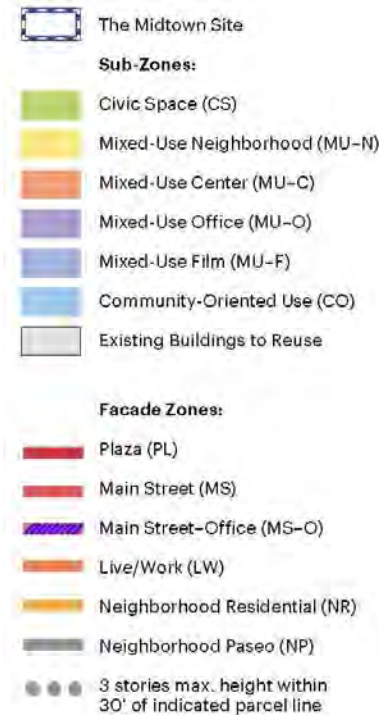 The Midtown Site
Sub-Zones:
Civic Space (CS)
Mixed-Use Neighborhood (MU-N)
Mixed-Use Center (MU-C)
Mixed-Use Office (MU-O)
Mixed-Use Film (MU-F)
Community-Oriented Use (CO)
Existing Buildings to Reuse
Facade Zones:
Plaza (PL)
Main Street (MS)
Main Street-Office (MS-O)
Live/Work (LW)
Neighborhood Residential (NR)
Neighborhood Paseo (NP)
3 stories max. height within
30' of indicated parcel line